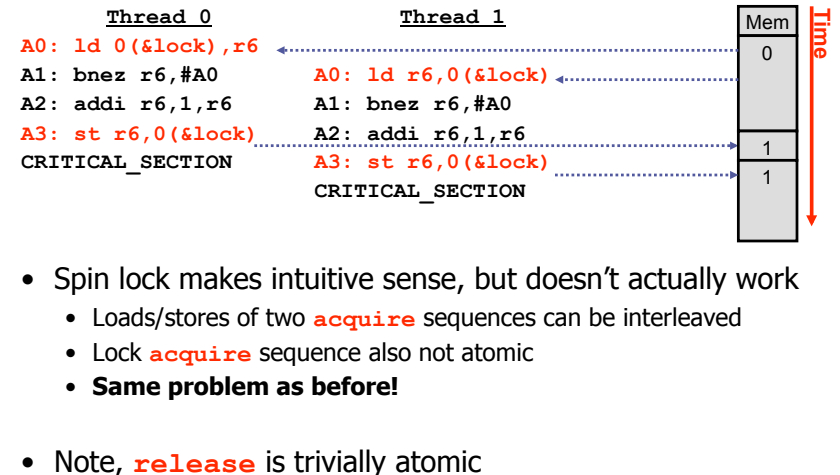 Thread 0 Thread 1 Mem Time
A0: ld 0(&lock),r6 0
A1: bnez r6,#A0 A0: ld r6,0(&lock)
A2: addi r6,1,r6 A1: bnez r6,#A0
A3: st r6,0(&lock) A2: addi r6,1,r6 1
CRITICAL_SECTION A3: st r6,0(&lock) 1
CRITICAL_SECTION
• Spin lock makes intuitive sense, but doesn't actually work
• Loads/stores of two acquire sequences can be interleaved
• Lock acquire sequence also not atomic
• Same problem as before!
• Note, release is trivially atomic